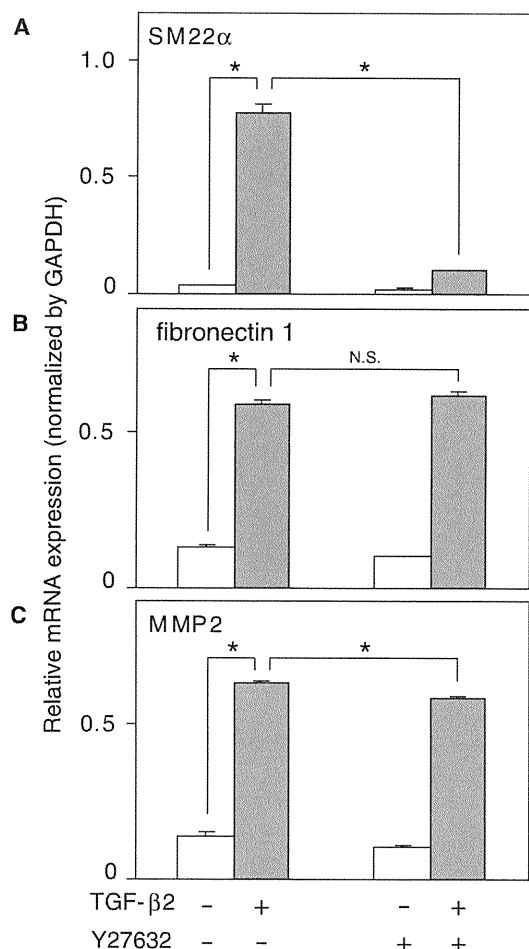 A
SM22α
1.0
*
*
0.5
0
B
fibronectin 1
*
N.S.
0.5
0
C
MMP2
*
*
0.5
0
Relative mRNA expression (normalized by GAPDH)
TGF-β2 - + - +
Y27632 - - + +